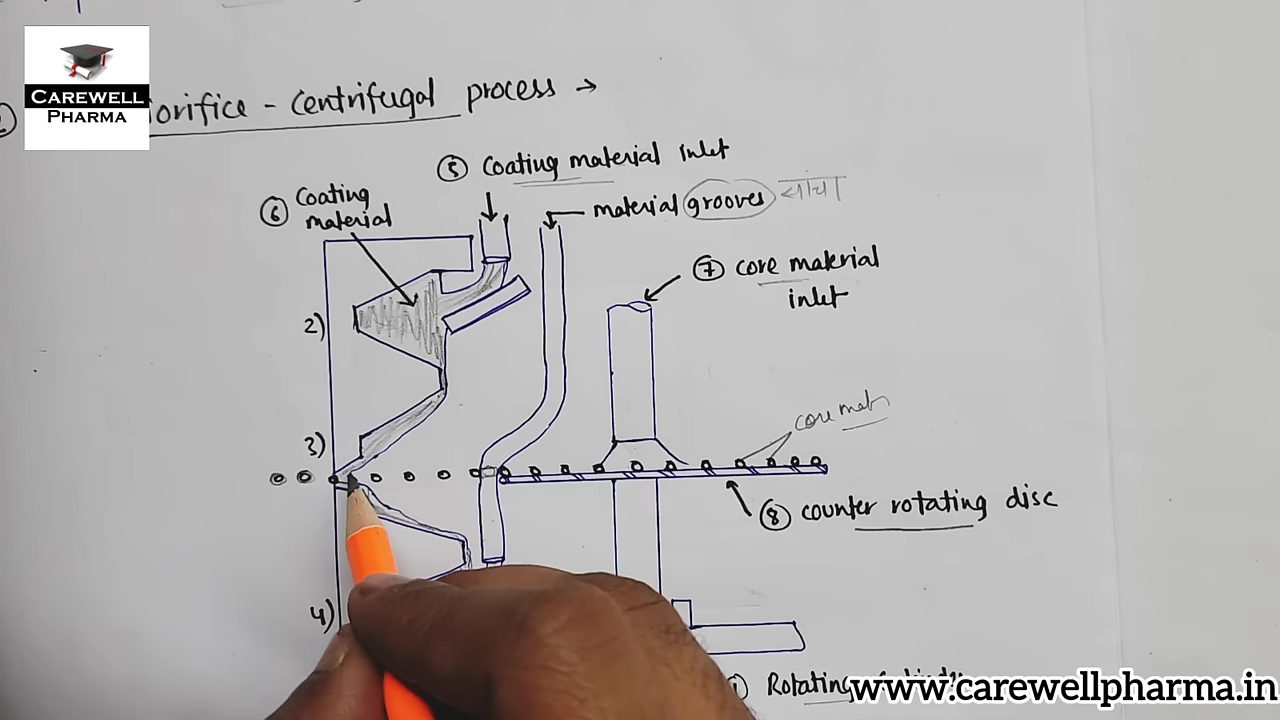 CAREWELL
PHARMA
iorifice - Centrifugal process →
⑤ Coating material inlet
⑥ Coating
material
material grooves खांचा
⑦ core material
inlet
2)
3)
core mat
⑧ counter rotating disc
4)
Rotating
www.carewellpharma.in